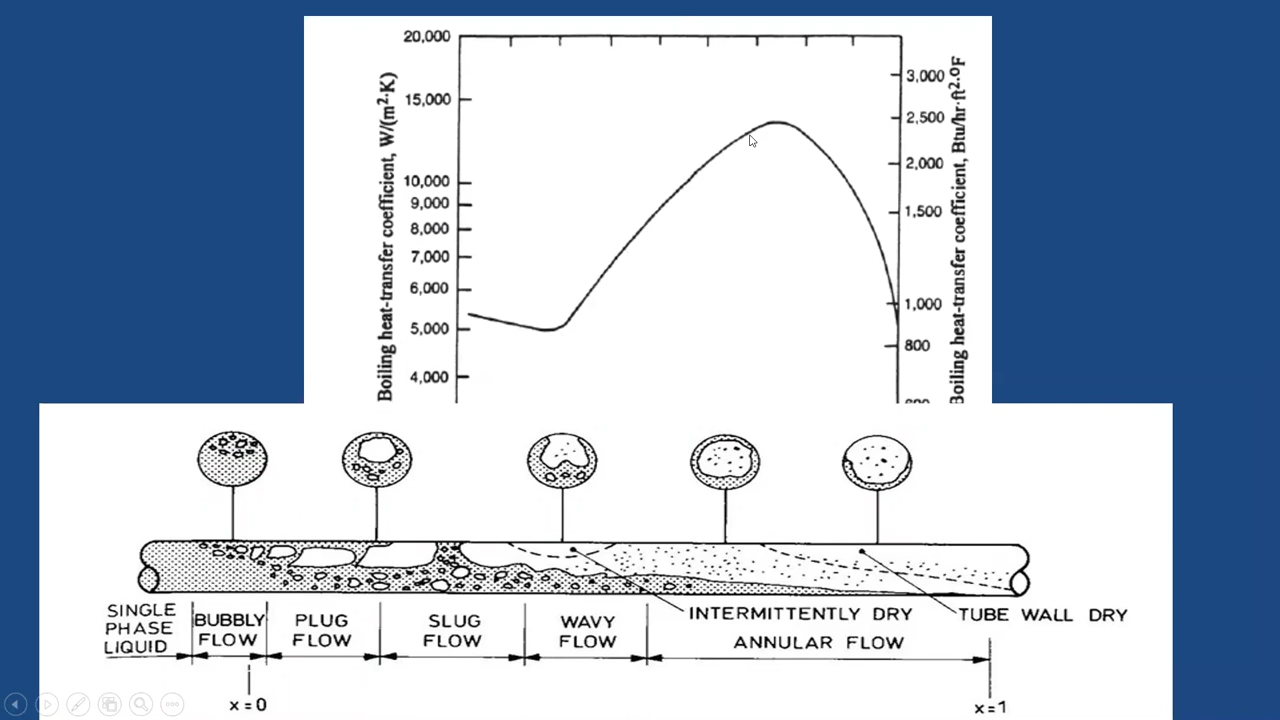 20,000
15,000
10,000
9,000
8,000
7,000
6,000
5,000
4,000
Boiling heat-transfer coefficient, W/(m²·K)
3,000
2,500
2,000
1,500
1,000
800
Boiling heat-transfer coefficient, Btu/hr·ft²·ºF
INTERMITTENTLY DRY
TUBE WALL DRY
SINGLE
PHASE
LIQUID
BUBBLY
FLOW
PLUG
FLOW
SLUG
FLOW
WAVY
FLOW
ANNULAR FLOW
x=0
x=1